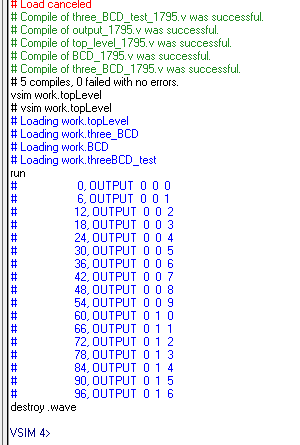 # Load canceled
# Compile of three_BCD_test_1795.v was successful.
# Compile of output_1795.v was successful.
# Compile of top_level_1795.v was successful.
# Compile of BCD_1795.v was successful.
# Compile of three_BCD_1795.v was successful.
# 5 compiles, 0 failed with no errors.
vsim work.topLevel
# vsim work.topLevel
# Loading work.topLevel
# Loading work.three_BCD
# Loading work.BCD
# Loading work.threeBCD_test
run
# 0, OUTPUT 0 0 0
# 6, OUTPUT 0 0 1
# 12, OUTPUT 0 0 2
# 18, OUTPUT 0 0 3
# 24, OUTPUT 0 0 4
# 30, OUTPUT 0 0 5
# 36, OUTPUT 0 0 6
# 42, OUTPUT 0 0 7
# 48, OUTPUT 0 0 8
# 54, OUTPUT 0 0 9
# 60, OUTPUT 0 1 0
# 66, OUTPUT 0 1 1
# 72, OUTPUT 0 1 2
# 78, OUTPUT 0 1 3
# 84, OUTPUT 0 1 4
# 90, OUTPUT 0 1 5
# 96, OUTPUT 0 1 6
destroy .wave
VSIM 4>